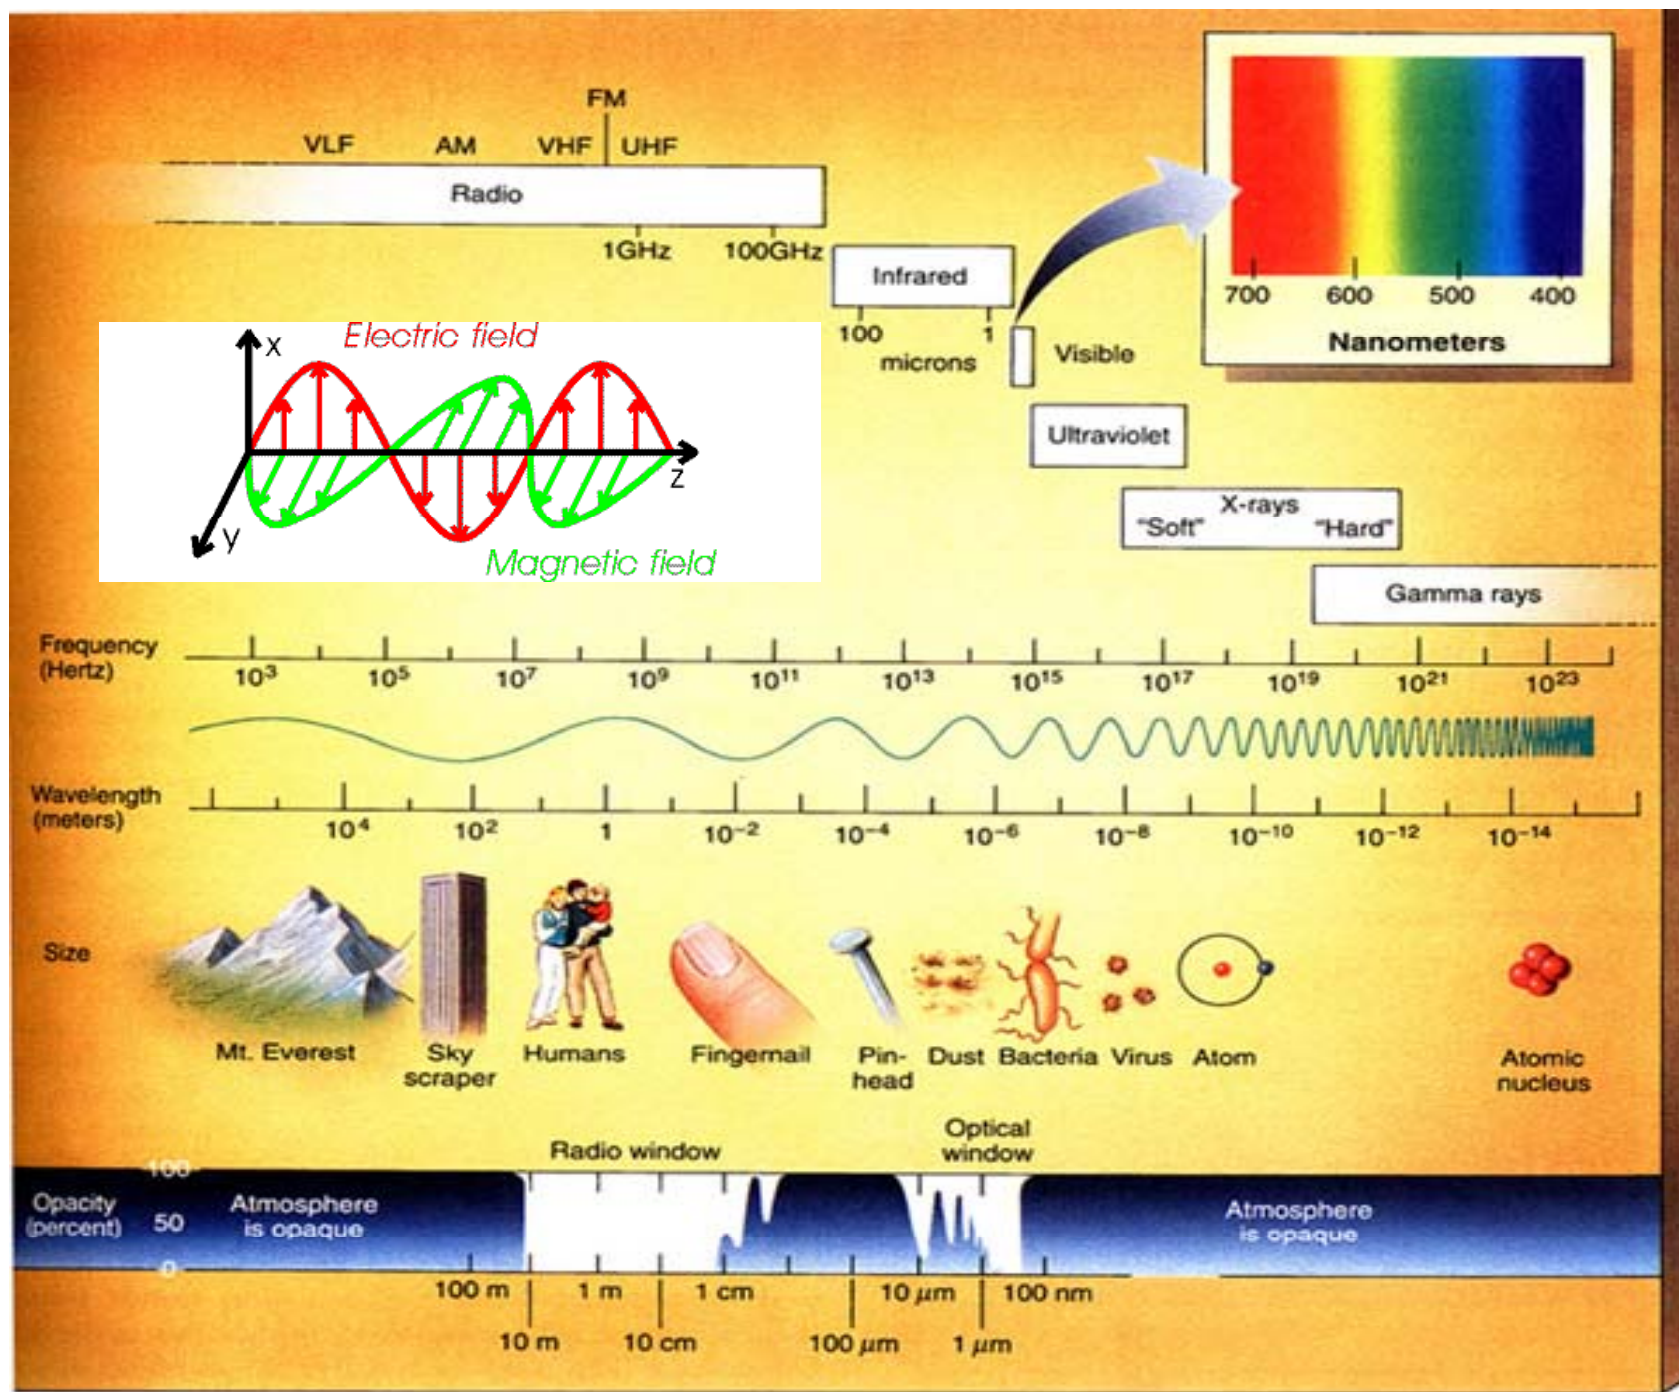 FM
VLF AM VHF UHF
Radio
1GHz 100GHz
Infrared
100 1
microns
Visible
700 600 500 400
Nanometers
Electric field
x
z
y
Magnetic field
Ultraviolet
X-rays
"Soft" "Hard"
Gamma rays
Frequency
(Hertz)
10³ 10⁵ 10⁷ 10⁹ 10¹¹ 10¹³ 10¹⁵ 10¹⁷ 10¹⁹ 10²¹ 10²³
Wavelength
(meters)
10⁴ 10² 1 10⁻² 10⁻⁴ 10⁻⁶ 10⁻⁸ 10⁻¹⁰ 10⁻¹² 10⁻¹⁴
Size
Mt. Everest
Sky
scraper
Humans
Fingernail
Pin-
head
Dust
Bacteria
Virus
Atom
Atomic
nucleus
Radio window
Optical
window
Opacity
(percent)
100
50
0
Atmosphere
is opaque
Atmosphere
is opaque
100 m 1 m 1 cm 10 μm 100 nm
10 m 10 cm 100 μm 1 μm